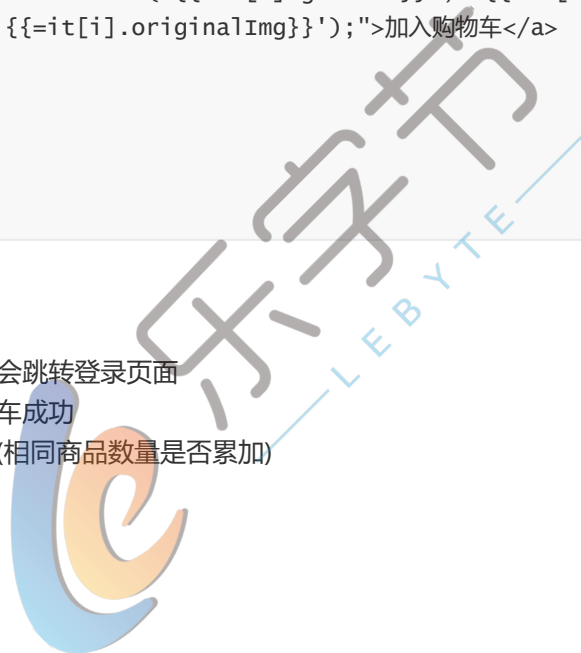 {{=it[i].originalImg}}');">加入购物车</a>
乐字节
LEBYTE
会跳转登录页面
车成功
(相同商品数量是否累加)